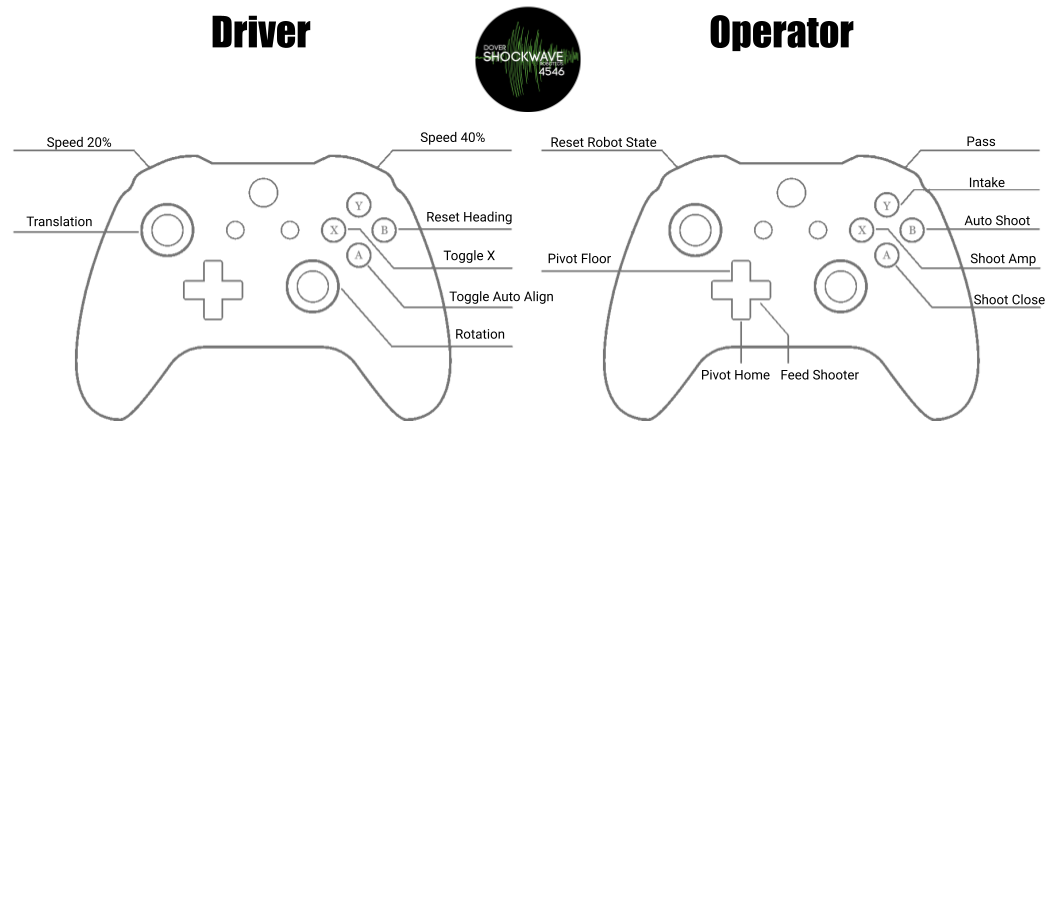 Driver
Operator
DOVER
SHOCKWAVE
4546
Speed 20%
Speed 40%
Translation
Y
X
B
A
Reset Heading
Toggle X
Toggle Auto Align
Rotation
Reset Robot State
Pass
Intake
Y
X
B
A
Auto Shoot
Pivot Floor
Shoot Amp
Shoot Close
Pivot Home
Feed Shooter